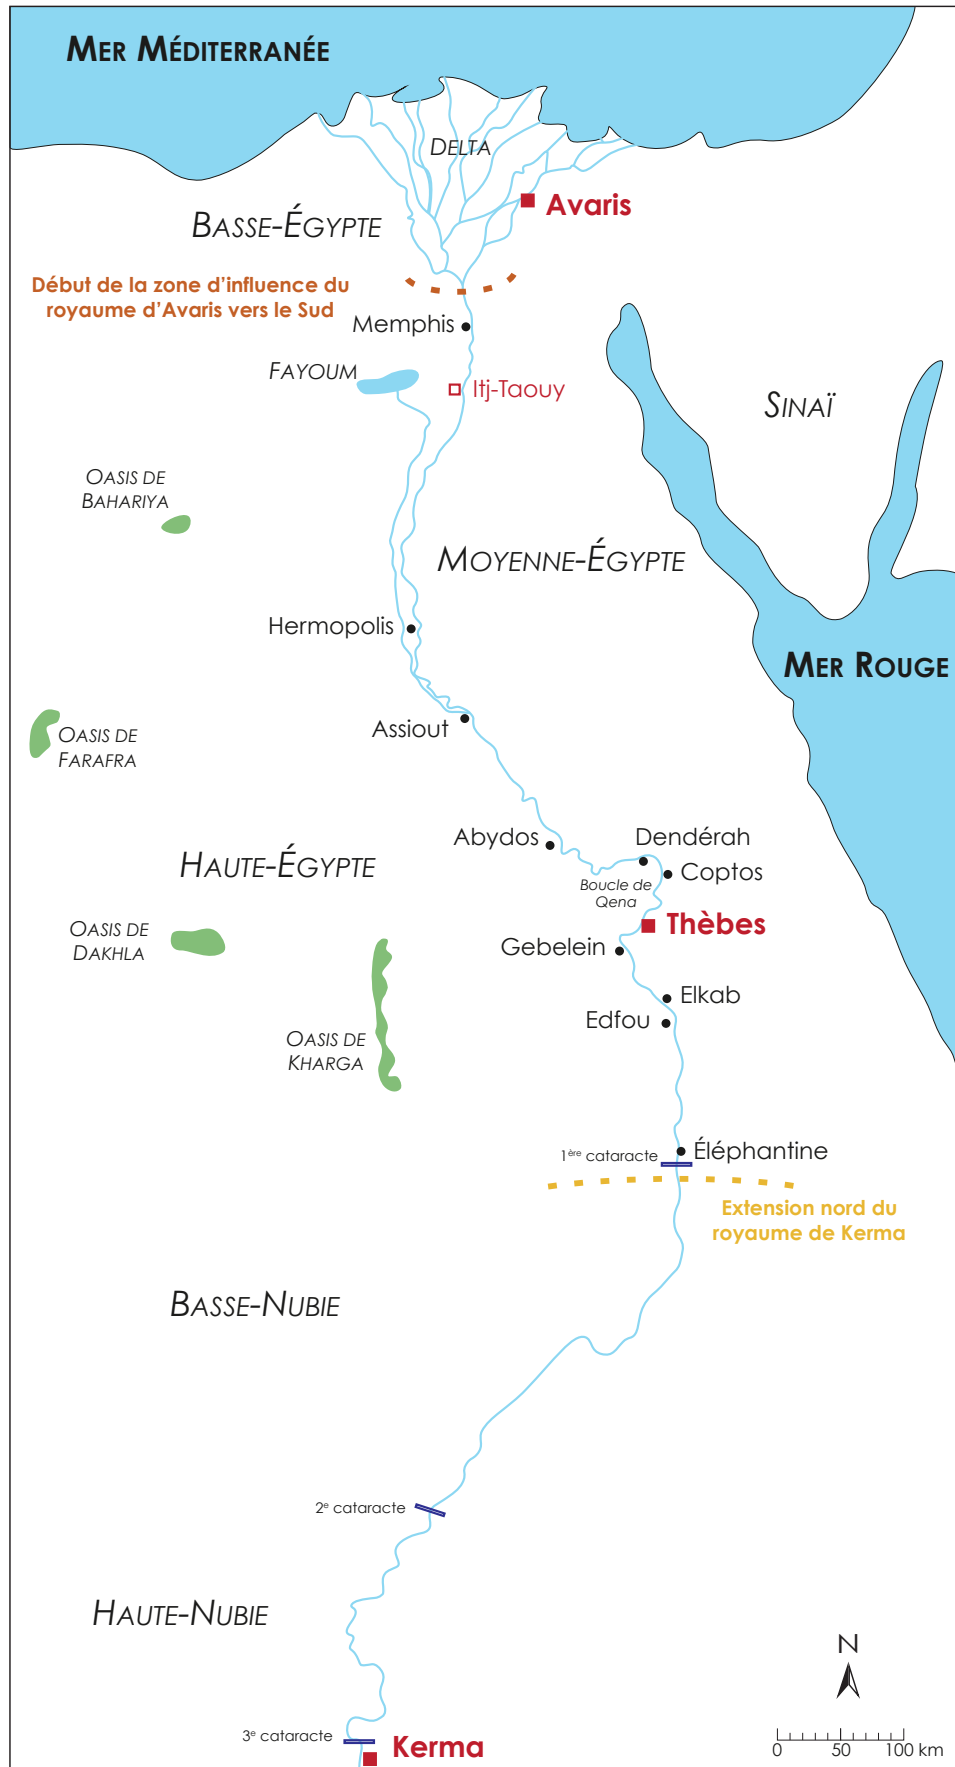 MER MÉDITERRANÉE
DELTA
Avaris
BASSE-ÉGYPTE
Début de la zone d'influence du
royaume d'Avaris vers le Sud
Memphis
FAYOUM
Itj-Taouy
SINAÏ
OASIS DE
BAHARIYA
MOYENNE-ÉGYPTE
Hermopolis
MER ROUGE
Assiout
OASIS DE
FARAFRA
Abydos
Dendérah
HAUTE-ÉGYPTE
Coptos
Boucle de
Qena
Thèbes
OASIS DE
DAKHLA
Gebelein
Elkab
Edfou
OASIS DE
KHARGA
1ère cataracte
Éléphantine
Extension nord du
royaume de Kerma
BASSE-NUBIE
2e cataracte
HAUTE-NUBIE
N
3e cataracte
Kerma
0 50 100 km